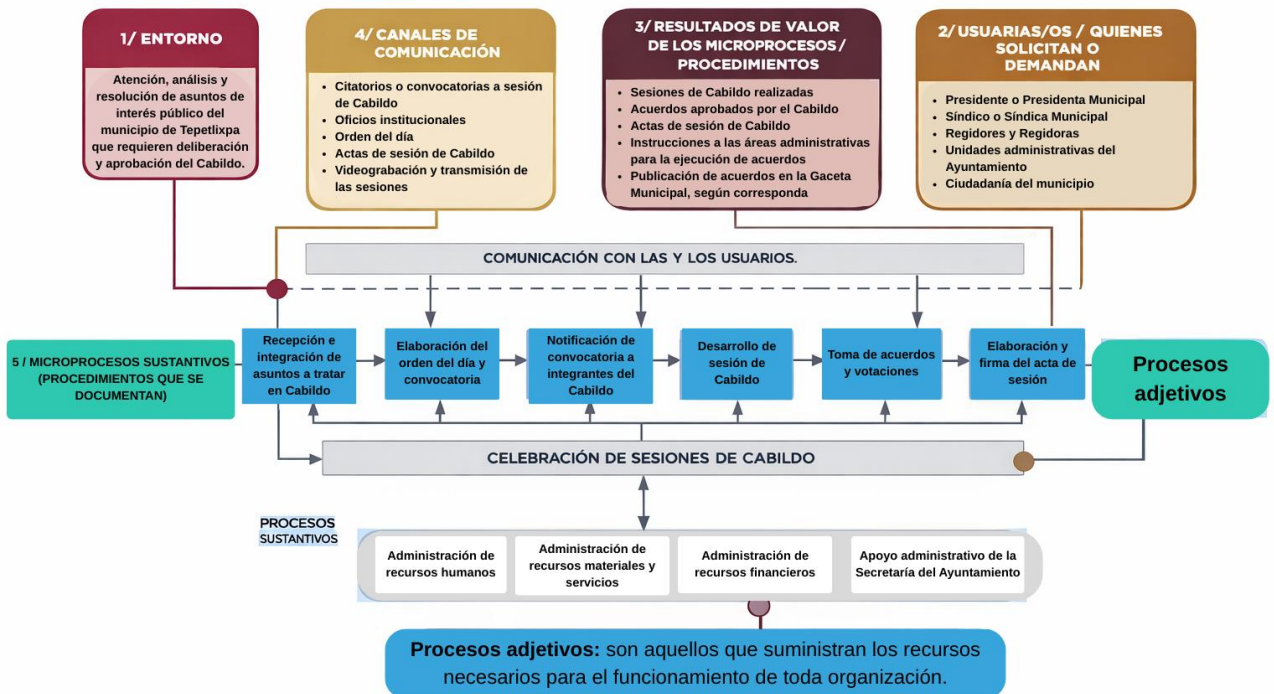 1/ ENTORNO
Atención, análisis y
resolución de asuntos de
interés público del
municipio de Tepetlixpa
que requieren deliberación
y aprobación del Cabildo.
4/ CANALES DE
COMUNICACIÓN
• Citatorios o convocatorias a sesión
de Cabildo
• Oficios institucionales
• Orden del día
• Actas de sesión de Cabildo
• Videograbación y transmisión de
las sesiones
3/ RESULTADOS DE VALOR
DE LOS MICROPROCESOS /
PROCEDIMIENTOS
• Sesiones de Cabildo realizadas
• Acuerdos aprobados por el Cabildo
• Actas de sesión de Cabildo
• Instrucciones a las áreas administrativas
para la ejecución de acuerdos
• Publicación de acuerdos en la Gaceta
Municipal, según corresponda
2/ USUARIAS/OS / QUIENES
SOLICITAN O
DEMANDAN
• Presidente o Presidenta Municipal
• Síndico o Síndica Municipal
• Regidores y Regidoras
• Unidades administrativas del
Ayuntamiento
• Ciudadanía del municipio
COMUNICACIÓN CON LAS Y LOS USUARIOS.
5 / MICROPROCESOS SUSTANTIVOS
(PROCEDIMIENTOS QUE SE
DOCUMENTAN)
Recepción e
integración de
asuntos a tratar
en Cabildo
Elaboración del
orden del día y
convocatoria
Notificación de
convocatoria a
integrantes del
Cabildo
Desarrollo de
sesión de
Cabildo
Toma de acuerdos
y votaciones
Elaboración y
firma del acta de
sesión
Procesos
adjetivos
CELEBRACIÓN DE SESIONES DE CABILDO
PROCESOS
SUSTANTIVOS
Administración de
recursos humanos
Administración de
recursos materiales y
servicios
Administración de
recursos financieros
Apoyo administrativo de la
Secretaría del Ayuntamiento
Procesos adjetivos: son aquellos que suministran los recursos
necesarios para el funcionamiento de toda organización.